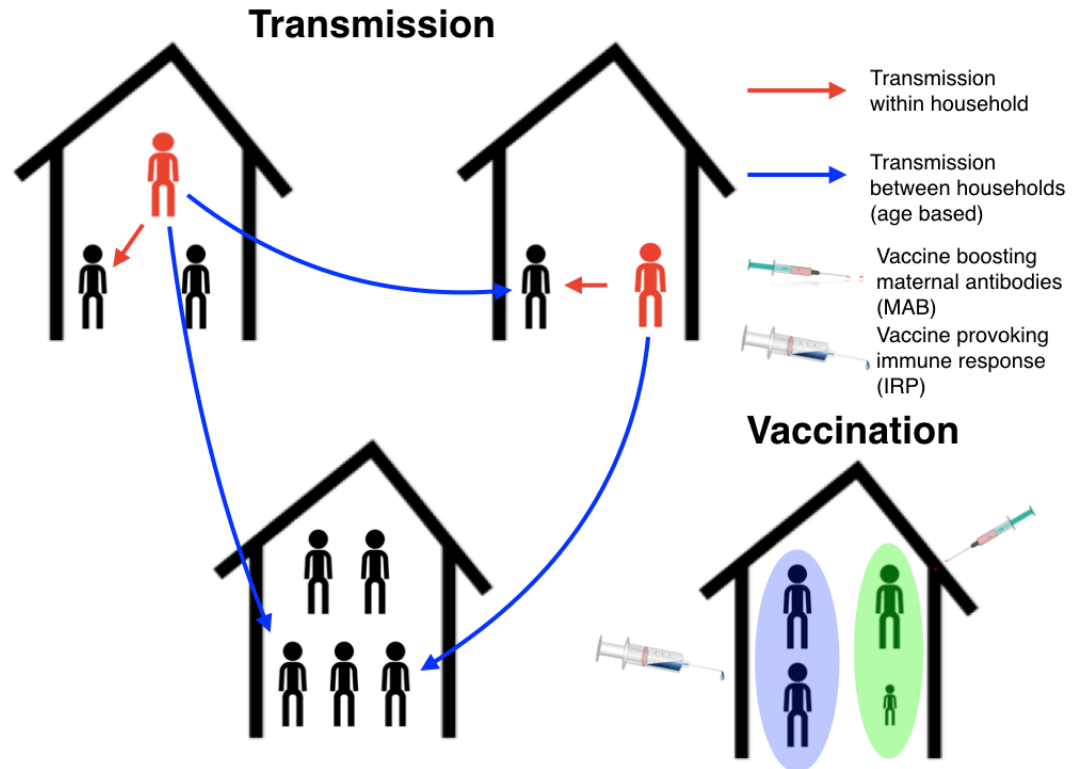 Transmission
Transmission
within household
Transmission
between households
(age based)
Vaccine boosting
maternal antibodies
(MAB)
Vaccine provoking
immune response
(IRP)
Vaccination